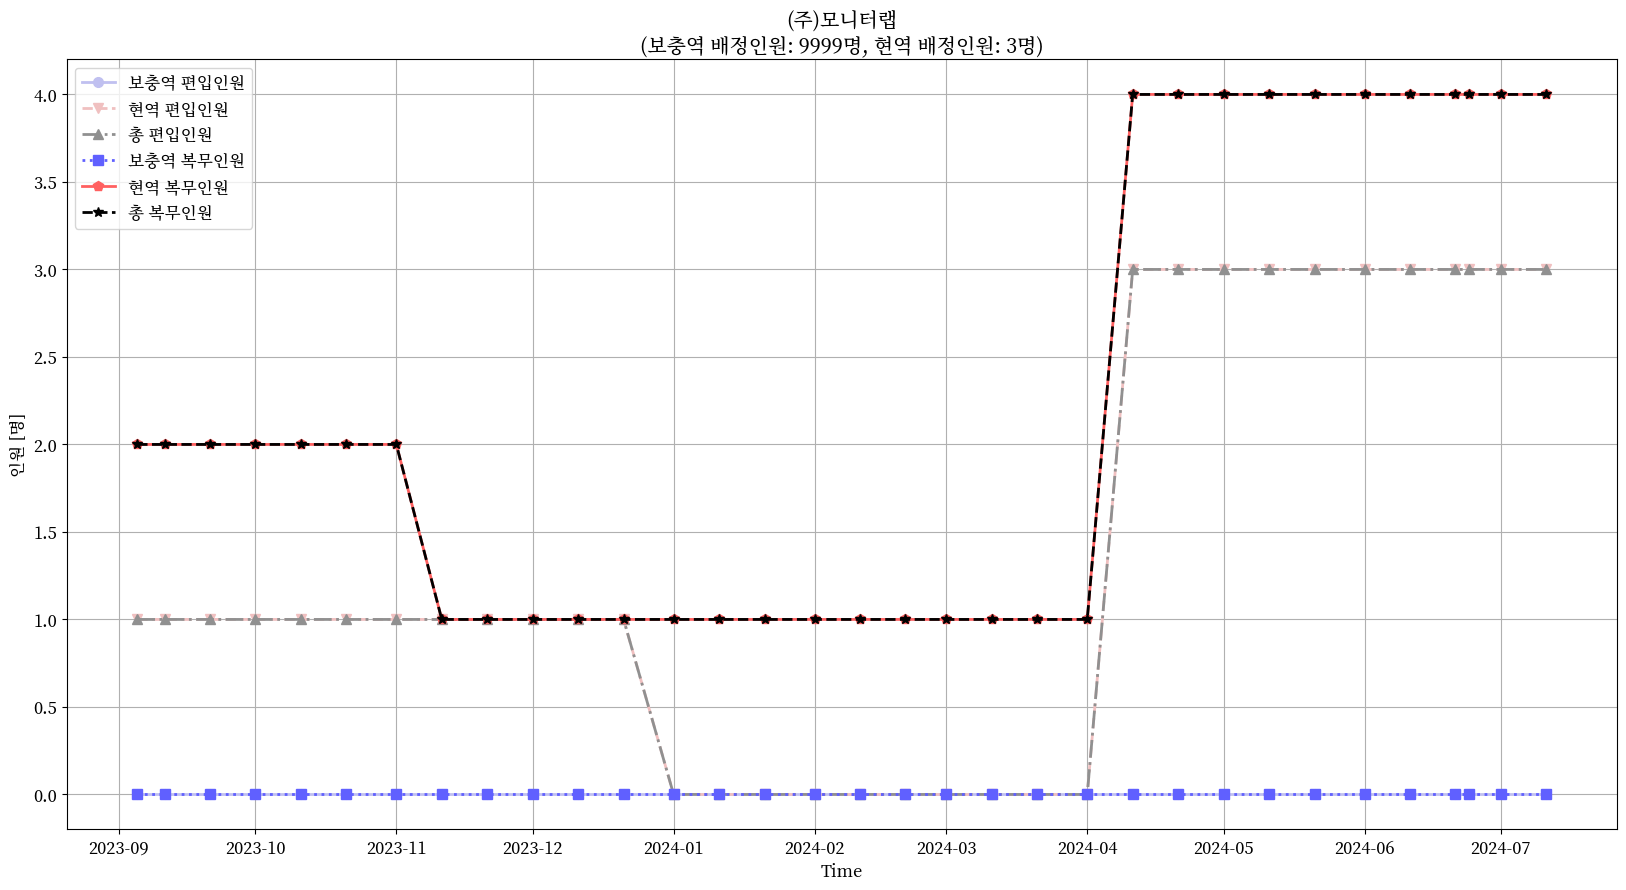 (주)모니터랩
(보충역 배정인원: 9999명, 현역 배정인원: 3명)
보충역 편입인원
현역 편입인원
총 편입인원
보충역 복무인원
현역 복무인원
총 복무인원
4.0
3.5
3.0
2.5
2.0
1.5
1.0
0.5
0.0
인원 [명]
2023-09 2023-10 2023-11 2023-12 2024-01 2024-02 2024-03 2024-04 2024-05 2024-06 2024-07
Time